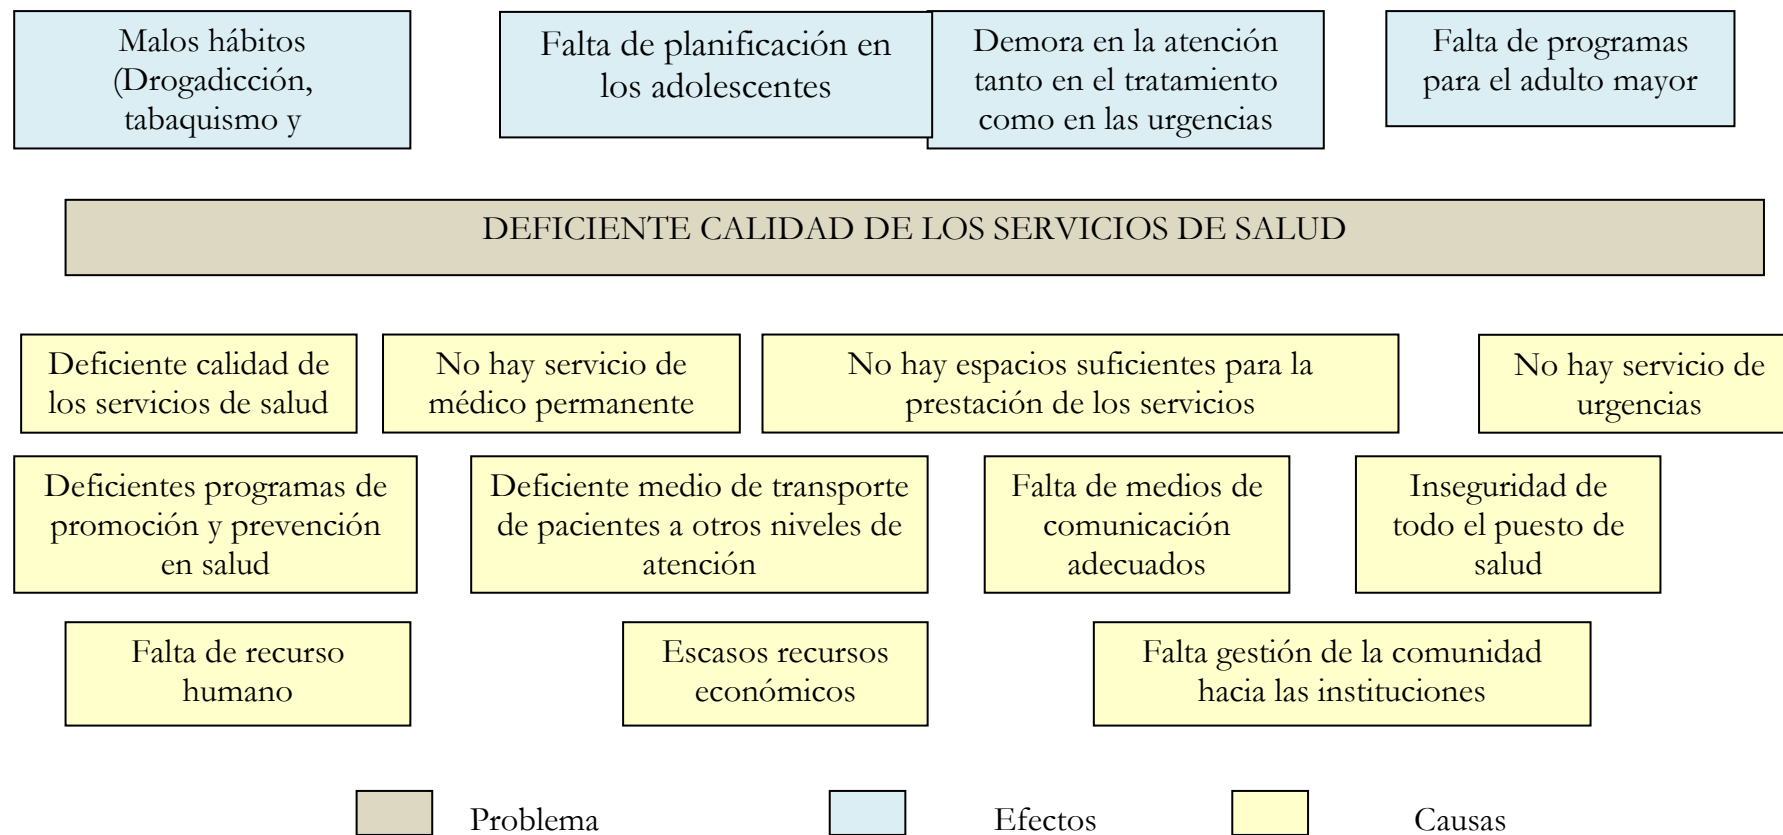 Malos hábitos
(Drogadicción,
tabaquismo y
Falta de planificación en
los adolescentes
Demora en la atención
tanto en el tratamiento
como en las urgencias
Falta de programas
para el adulto mayor
DEFICIENTE CALIDAD DE LOS SERVICIOS DE SALUD
Deficiente calidad de
los servicios de salud
No hay servicio de
médico permanente
No hay espacios suficientes para la
prestación de los servicios
No hay servicio de
urgencias
Deficientes programas de
promoción y prevención
en salud
Deficiente medio de transporte
de pacientes a otros niveles de
atención
Falta de medios de
comunicación
adecuados
Inseguridad de
todo el puesto de
salud
Falta de recurso
humano
Escasos recursos
económicos
Falta gestión de la comunidad
hacia las instituciones
Problema
Efectos
Causas